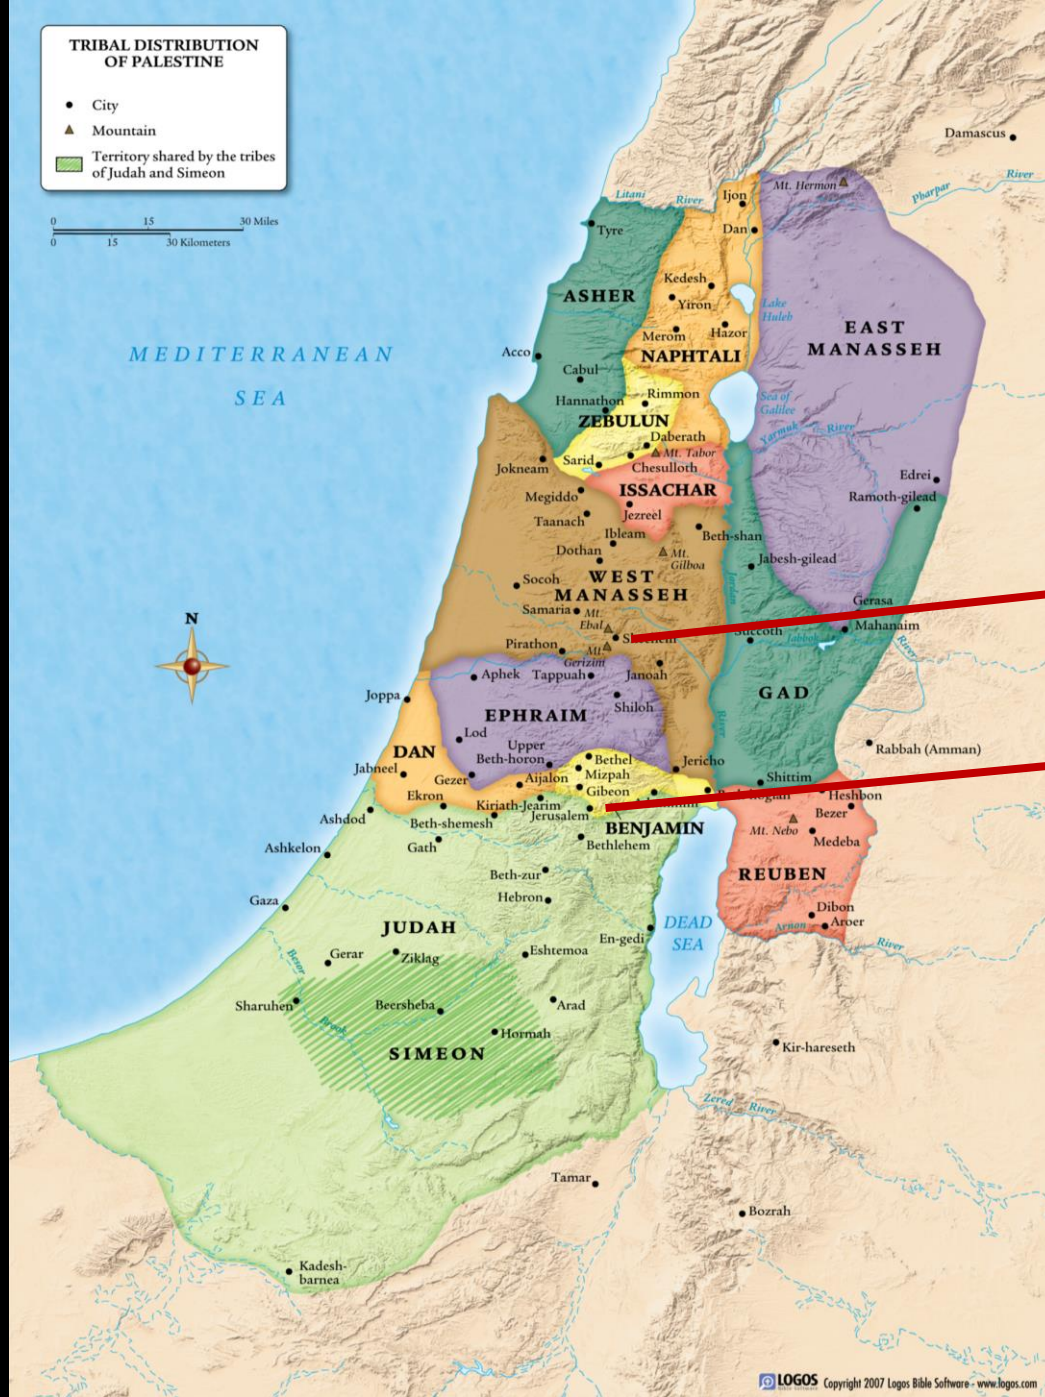 TRIBAL DISTRIBUTION
OF PALESTINE
City
Mountain
Territory shared by the tribes
of Judah and Simeon
0 15 30 Miles
0 15 30 Kilometers
Damascus
Mt. Hermon
Pharpar River
Litani River
Ijon
Tyre
Dan
Kedesh
ASHER
Yiron
Lake
Huleh
Merom
Hazor
EAST
MANASSEH
MEDITERRANEAN
SEA
Acco
NAPHTALI
Cabul
Rimmon
Sea of
Galilee
Hannathon
ZEBULUN
Yarmuk River
Daberath
Mt. Tabor
Sarid
Chesulloth
Jokneam
Edrei
ISSACHAR
Ramoth-gilead
Megiddo
Jezreel
Taanach
Ibleam
Beth-shan
Dothan
Mt.
Gilboa
Jabesh-gilead
Socoh
WEST
MANASSEH
Jordan
Gerasa
Samaria
Mt.
Ebal
Mahanaim
N
Succoth
Jabbok
River
Pirathon
Mt.
Gerizim
Aphek
Tappuah
Janoah
Joppa
GAD
Shiloh
EPHRAIM
River
Lod
DAN
Upper
Beth-horon
Rabbah (Amman)
Bethel
Jericho
Jabneel
Mizpah
Gezer
Aijalon
Shittim
Gibeon
Ekron
Heshbon
Kiriath-Jearim
Ashdod
Jerusalem
Bezer
Beth-shemesh
BENJAMIN
Mt. Nebo
Gath
Bethlehem
Medeba
Ashkelon
Beth-zur
REUBEN
Gaza
Hebron
Dibon
JUDAH
DEAD
SEA
Arnon River
Aroer
En-gedi
Gerar
Ziklag
Eshtemoa
Besor
Brook
Sharuhen
Beersheba
Arad
Hormah
SIMEON
Kir-hareseth
Zered River
Tamar
Bozrah
Kadesh-
barnea
LOGOS
BIBLE SOFTWARE
Copyright 2007 Logos Bible Software - www.logos.com